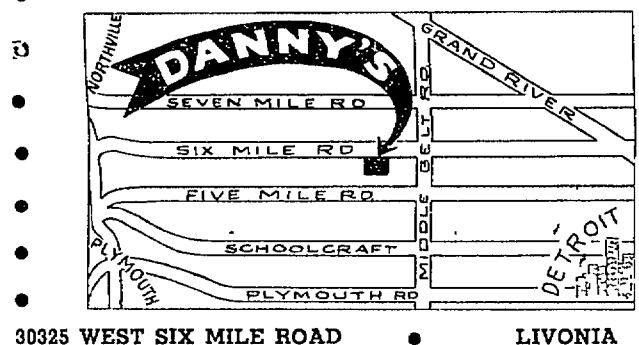 NORTHVILLE
DANNY'S
GRAND RIVER
SEVEN MILE RD
SIX MILE RD
MIDDLE BELT RD
FIVE MILE RD.
SCHOOLCRAFT
PLYMOUTH
PLYMOUTH RD
DETROIT
30325 WEST SIX MILE ROAD • LIVONIA